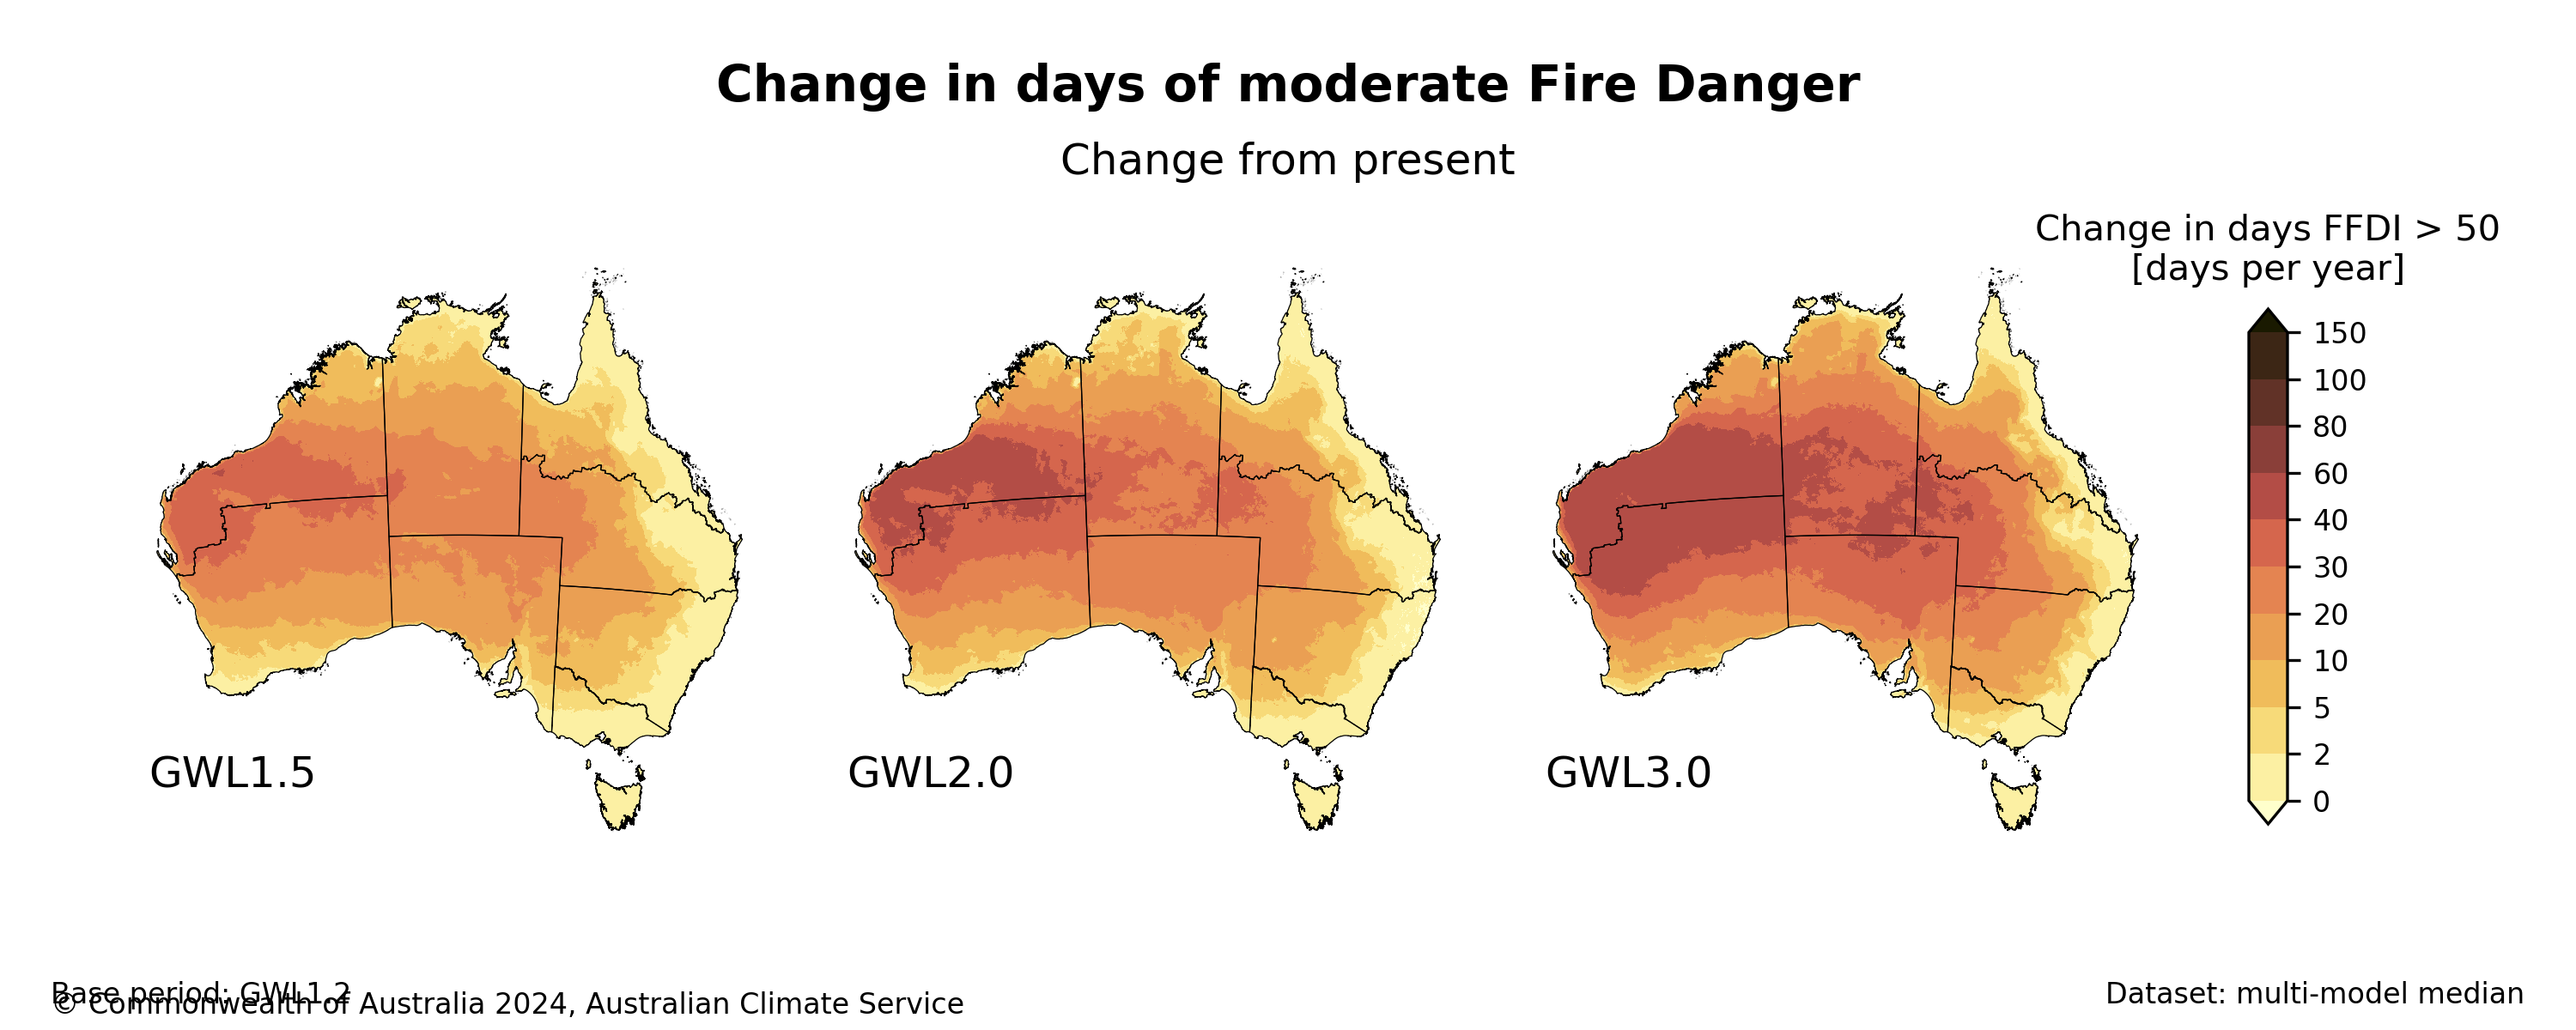 Change in days of moderate Fire Danger
Change from present
Change in days FFDI > 50
[days per year]
150
100
80
60
40
30
20
10
5
2
0
GWL1.5
GWL2.0
GWL3.0
Base period: GWL1.2
© Commonwealth of Australia 2024, Australian Climate Service
Dataset: multi-model median